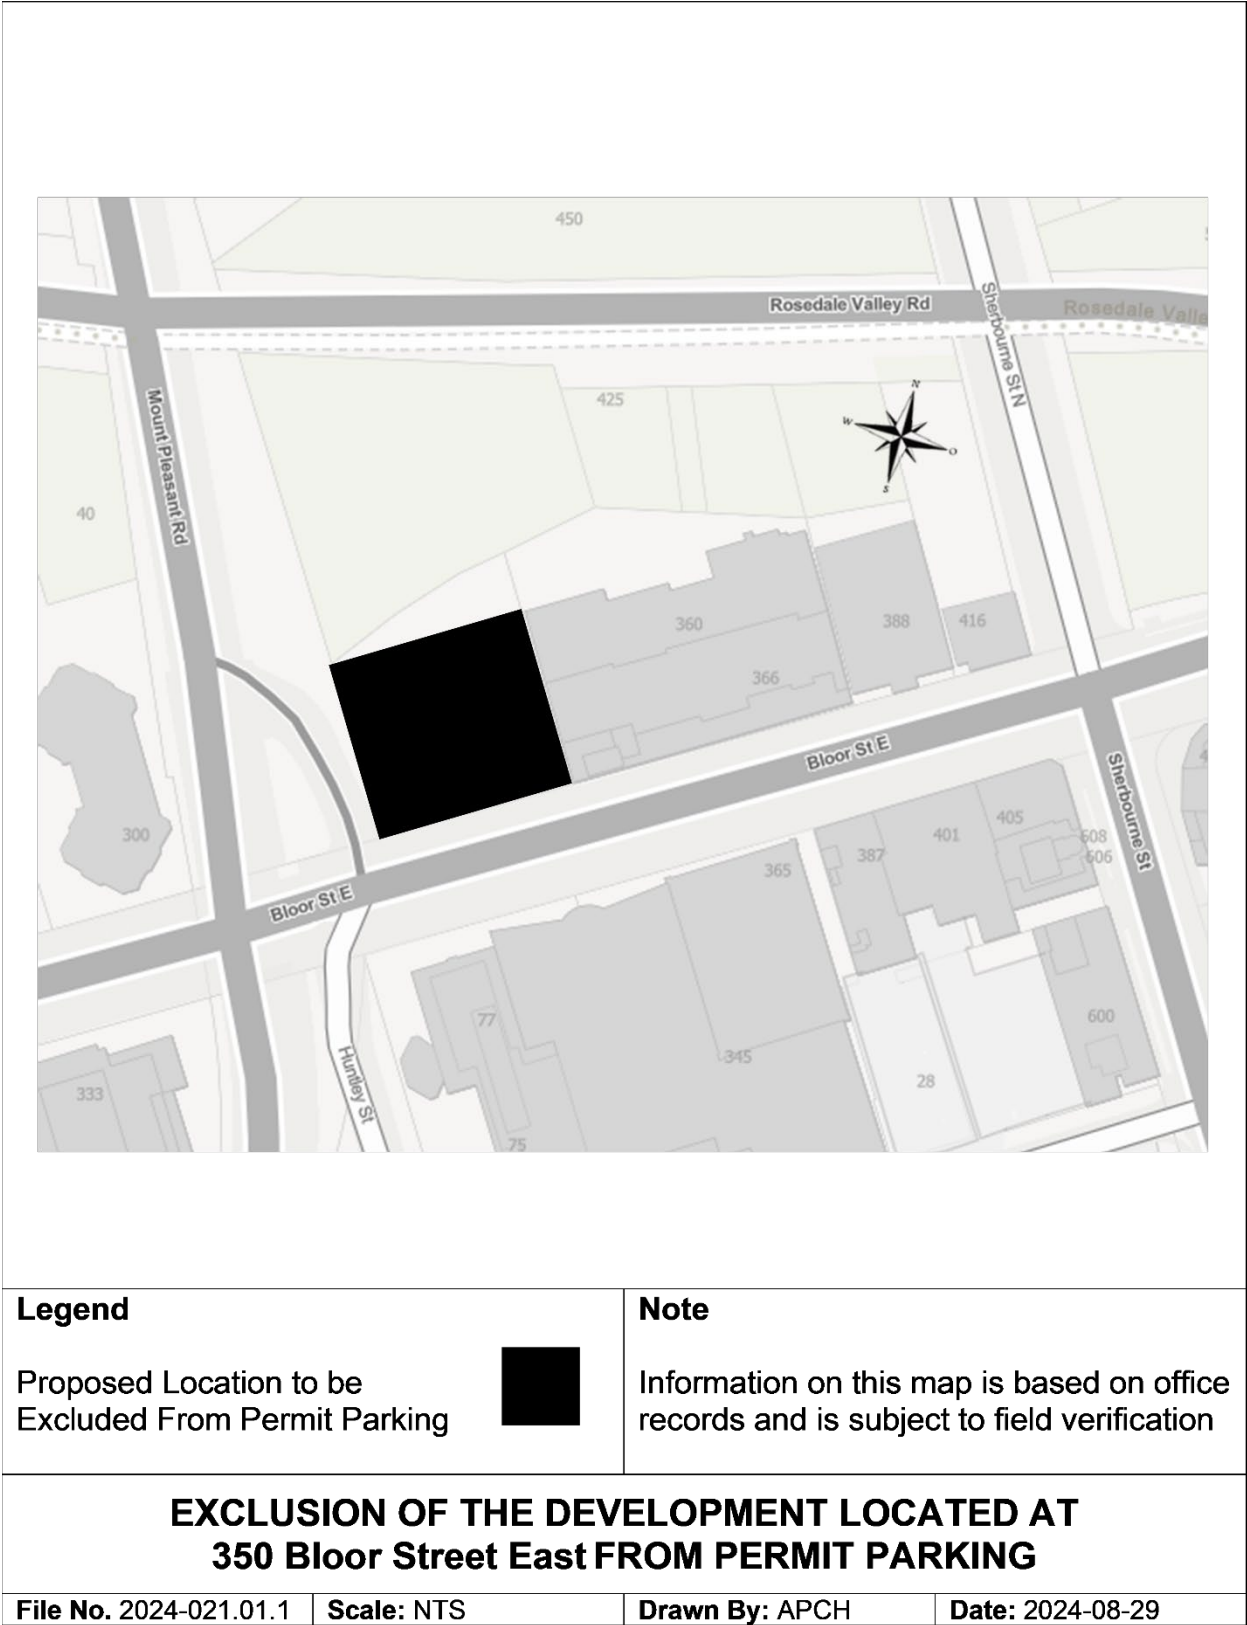 450
Rosedale Valley Rd
Sherbourne St N
Rosedale Valle
Mount Pleasant Rd
425
N
W
O
S
40
360
388
416
366
Bloor St E
300
Sherbourne St
405
608
401
387
606
365
Bloor St E
77
600
345
Huntley St
28
333
75
Legend
Proposed Location to be
Excluded From Permit Parking
Note
Information on this map is based on office
records and is subject to field verification
EXCLUSION OF THE DEVELOPMENT LOCATED AT
350 Bloor Street East FROM PERMIT PARKING
File No. 2024-021.01.1
Scale: NTS
Drawn By: APCH
Date: 2024-08-29